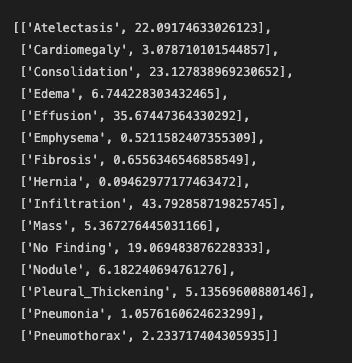 [['Atelectasis', 22.09174633026123],
['Cardiomegaly', 3.078710101544857],
['Consolidation', 23.127838969230652],
['Edema', 6.744228303432465],
['Effusion', 35.67447364330292],
['Emphysema', 0.5211582407355309],
['Fibrosis', 0.6556346546858549],
['Hernia', 0.09462977177463472],
['Infiltration', 43.792858719825745],
['Mass', 5.367276445031166],
['No Finding', 19.069483876228333],
['Nodule', 6.182240694761276],
['Pleural_Thickening', 5.13569600880146],
['Pneumonia', 1.0576160624623299],
['Pneumothorax', 2.233717404305935]]